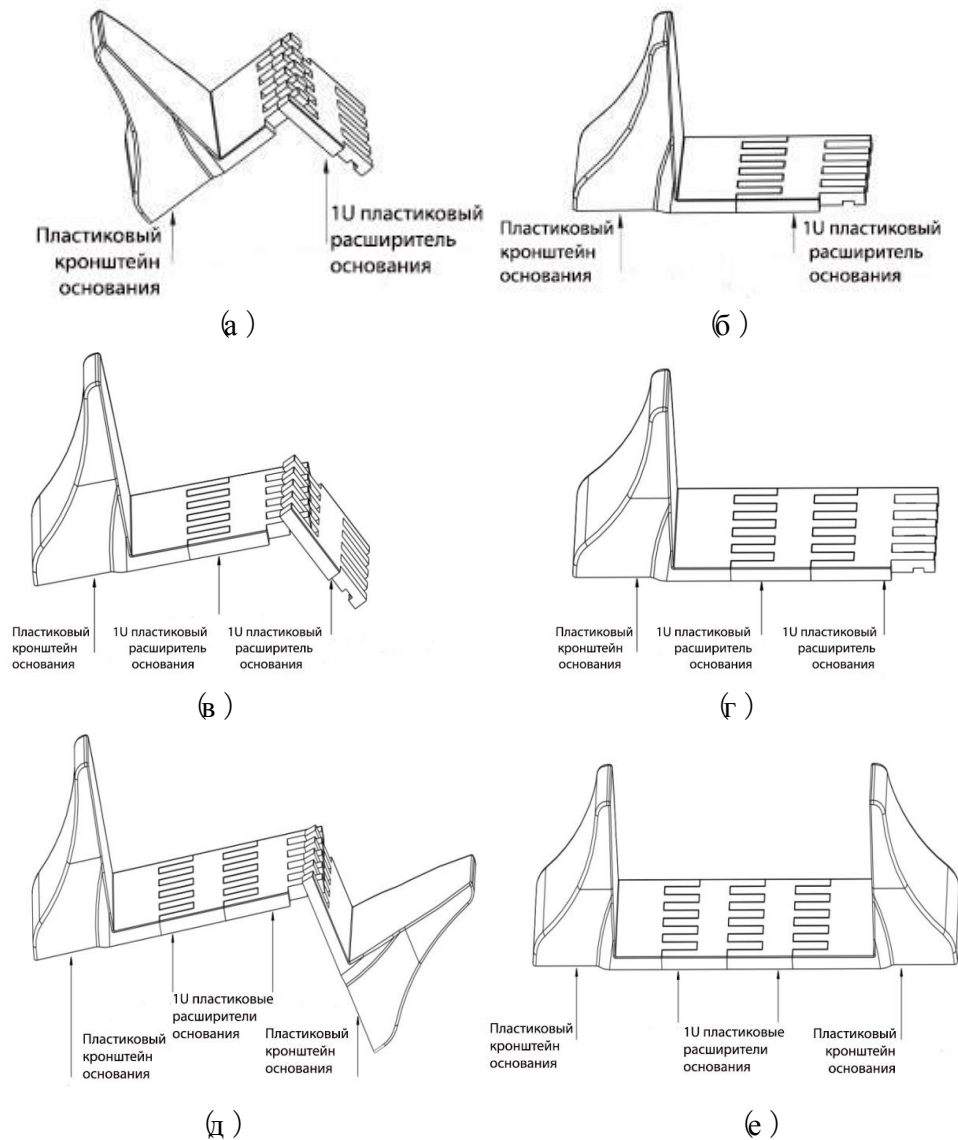 Пластиковый
кронштейн
основания
1U пластиковый
расширитель
основания
(а)
Пластиковый
кронштейн
основания
1U пластиковый
расширитель
основания
(б)
Пластиковый
кронштейн
основания
1U пластиковый
расширитель
основания
1U пластиковый
расширитель
основания
(в)
Пластиковый
кронштейн
основания
1U пластиковый
расширитель
основания
1U пластиковый
расширитель
основания
(г)
Пластиковый
кронштейн
основания
1U пластиковые
расширители
основания
Пластиковый
кронштейн
основания
(д)
Пластиковый
кронштейн
основания
1U пластиковые
расширители
основания
Пластиковый
кронштейн
основания
(е)